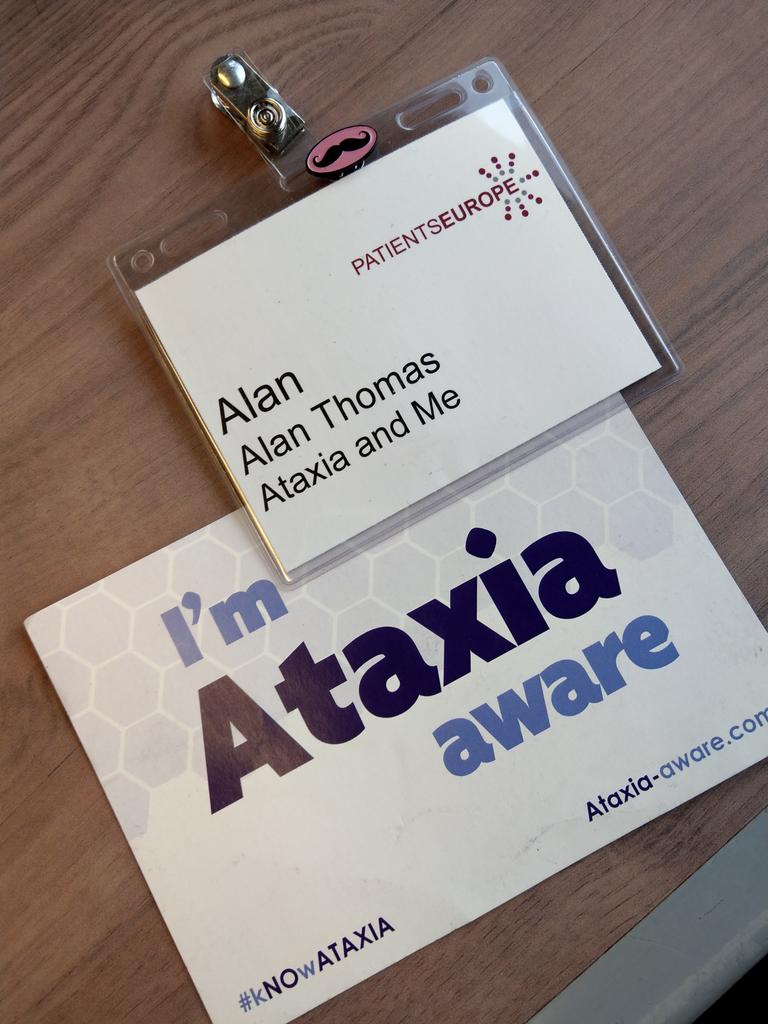 PATIENTSEUROPE
Alan
Alan Thomas
Ataxia and Me
I'm
Ataxia
aware
Ataxia-aware.com
#kNOwATAXIA